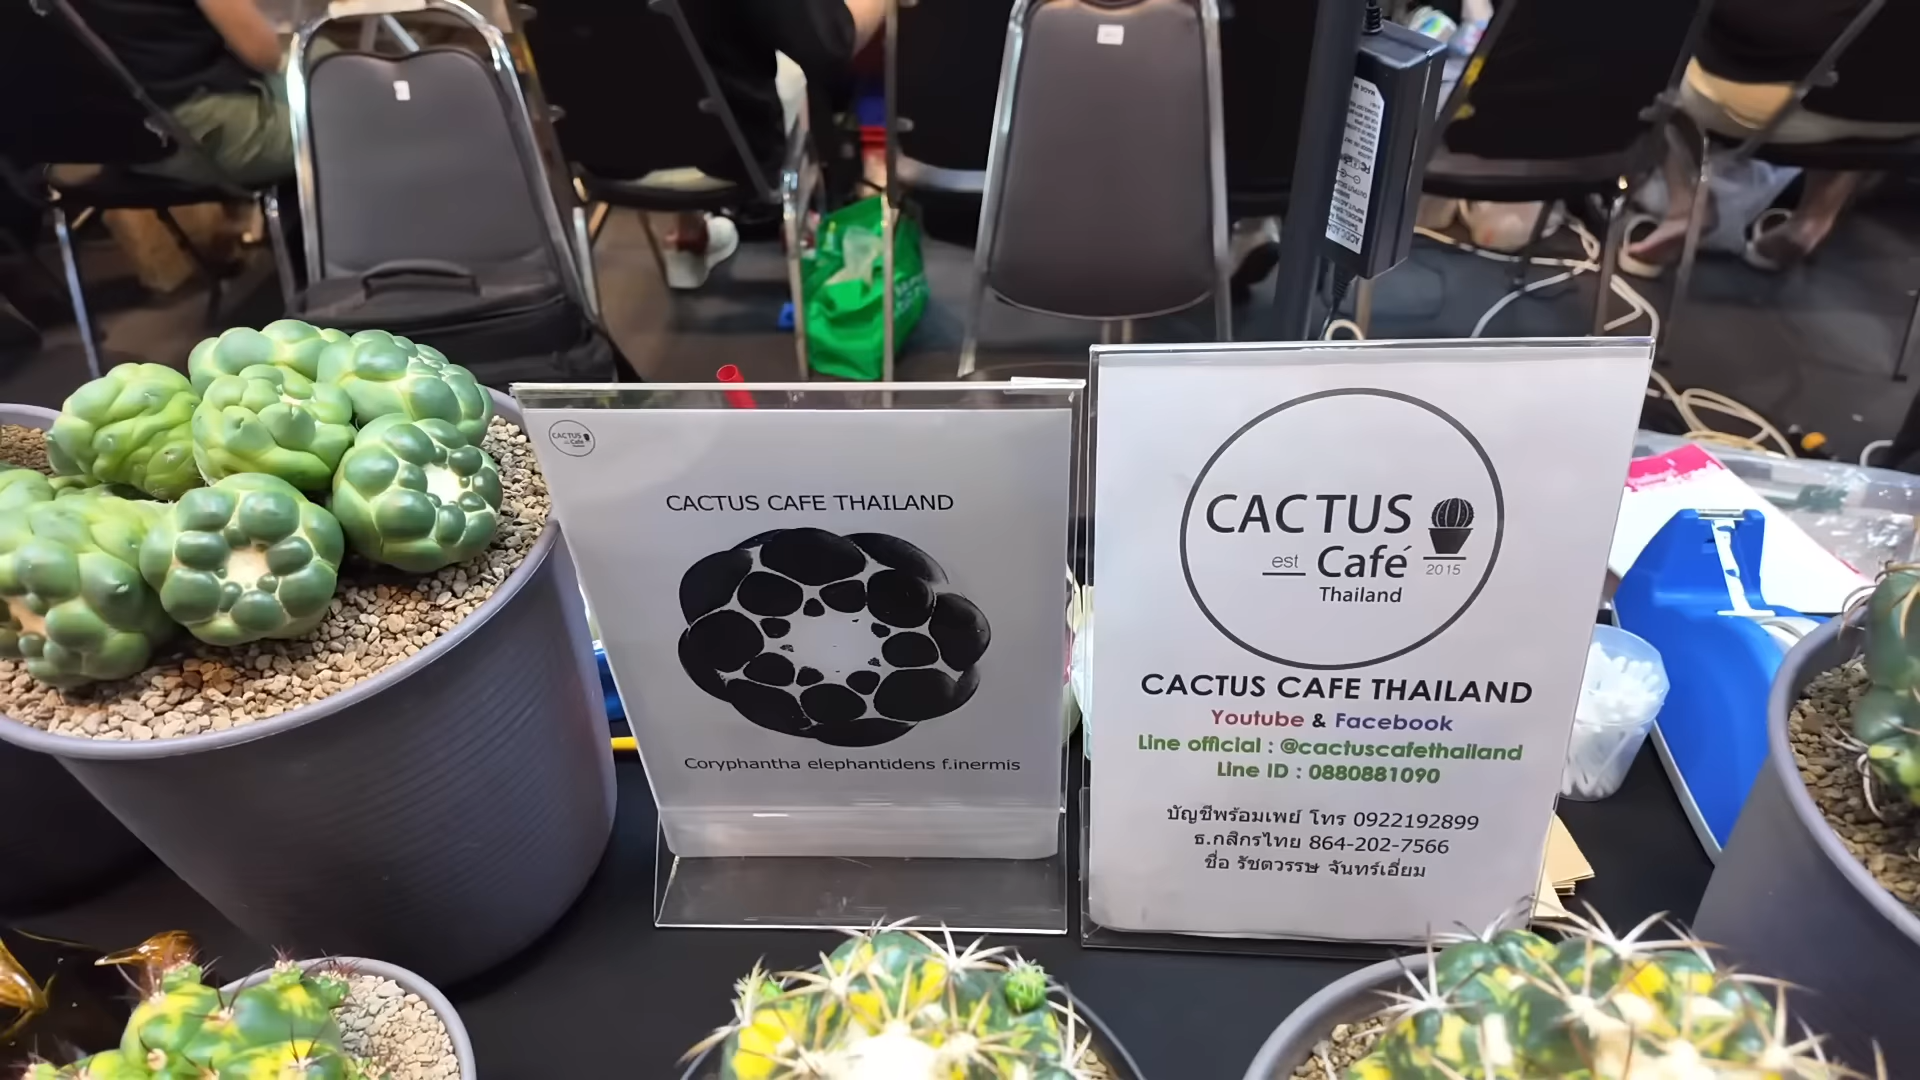 CACTUS
Café
CACTUS CAFE THAILAND
Coryphantha elephantidens f.inermis
CACTUS
est Café 2015
Thailand
CACTUS CAFE THAILAND
Youtube & Facebook
Line official : @cactuscafethailand
Line ID : 0880881090
บัญชีพร้อมเพย์ โทร 0922192899
ธ.กสิกรไทย 864-202-7566
ชื่อ รัชตวรรษ จันทร์เอี่ยม